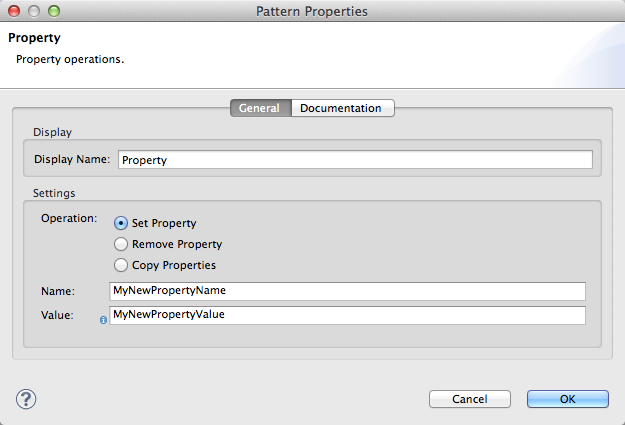 Pattern Properties
Property
Property operations.
General Documentation
Display
Display Name: Property
Settings
Operation: Set Property
Remove Property
Copy Properties
Name: MyNewPropertyName
Value: MyNewPropertyValue
? Cancel OK